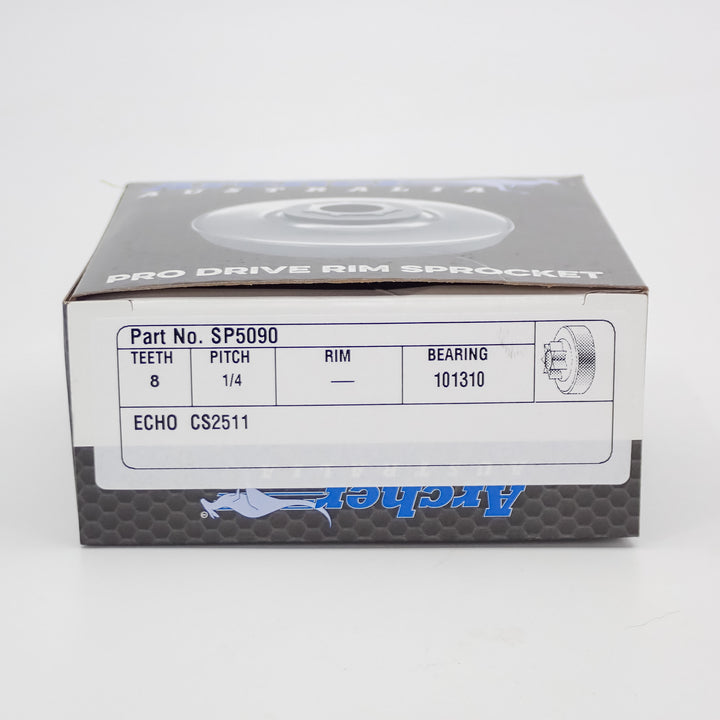 AUSTRALIA
PRO DRIVE RIM SPROCKET
Part No. SP5090
TEETH PITCH RIM BEARING
8 1/4 — 101310
ECHO CS2511
AUSTRALIA
Archer